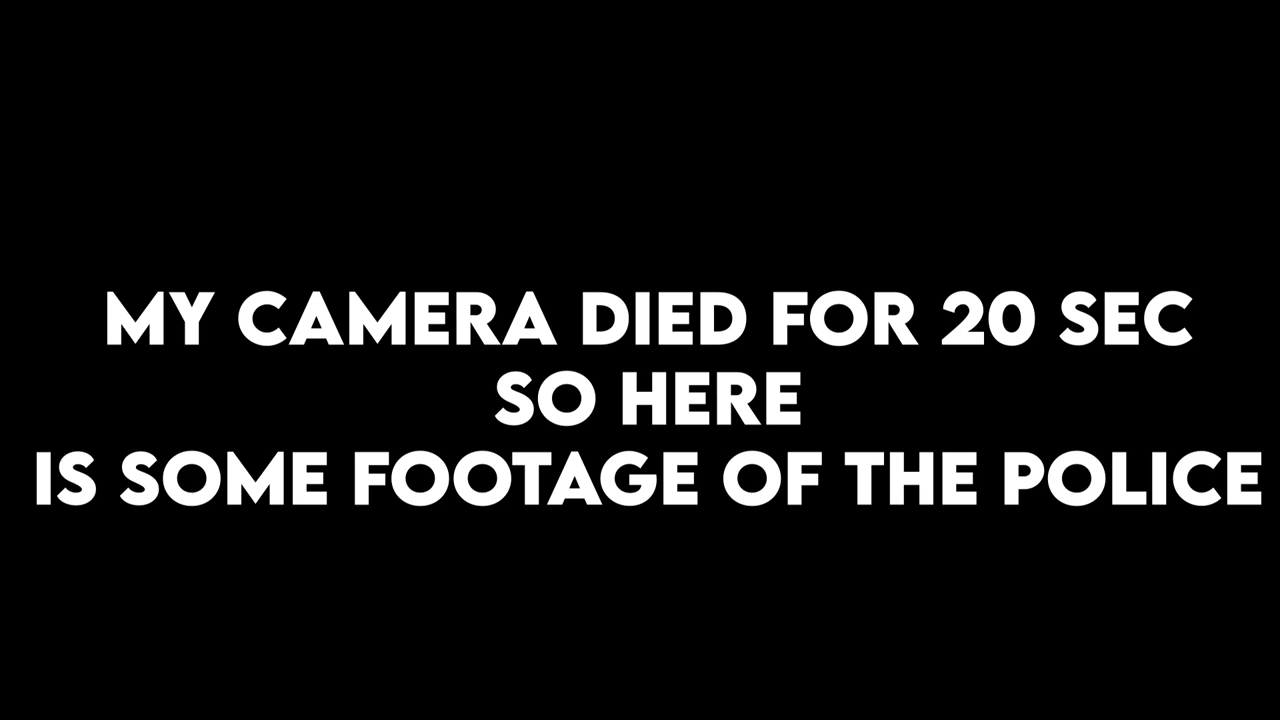 MY CAMERA DIED FOR 20 SEC
SO HERE
IS SOME FOOTAGE OF THE POLICE